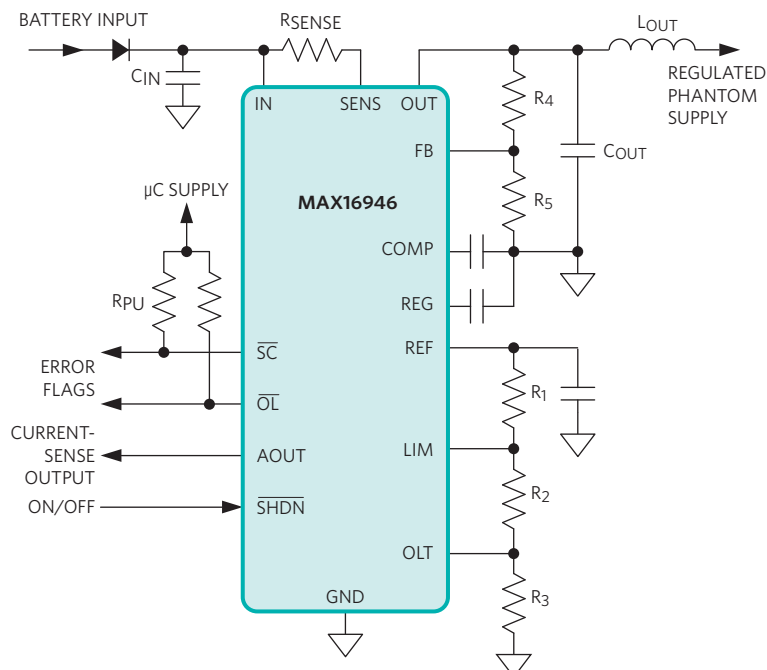 BATTERY INPUT
RSENSE
LOUT
CIN
REGULATED
PHANTOM
SUPPLY
IN
SENS
OUT
R4
FB
COUT
µC SUPPLY
MAX16946
R5
COMP
RPU
REG
SC
REF
ERROR
FLAGS
R1
OL
CURRENT-
SENSE
OUTPUT
AOUT
LIM
ON/OFF
SHDN
R2
OLT
GND
R3